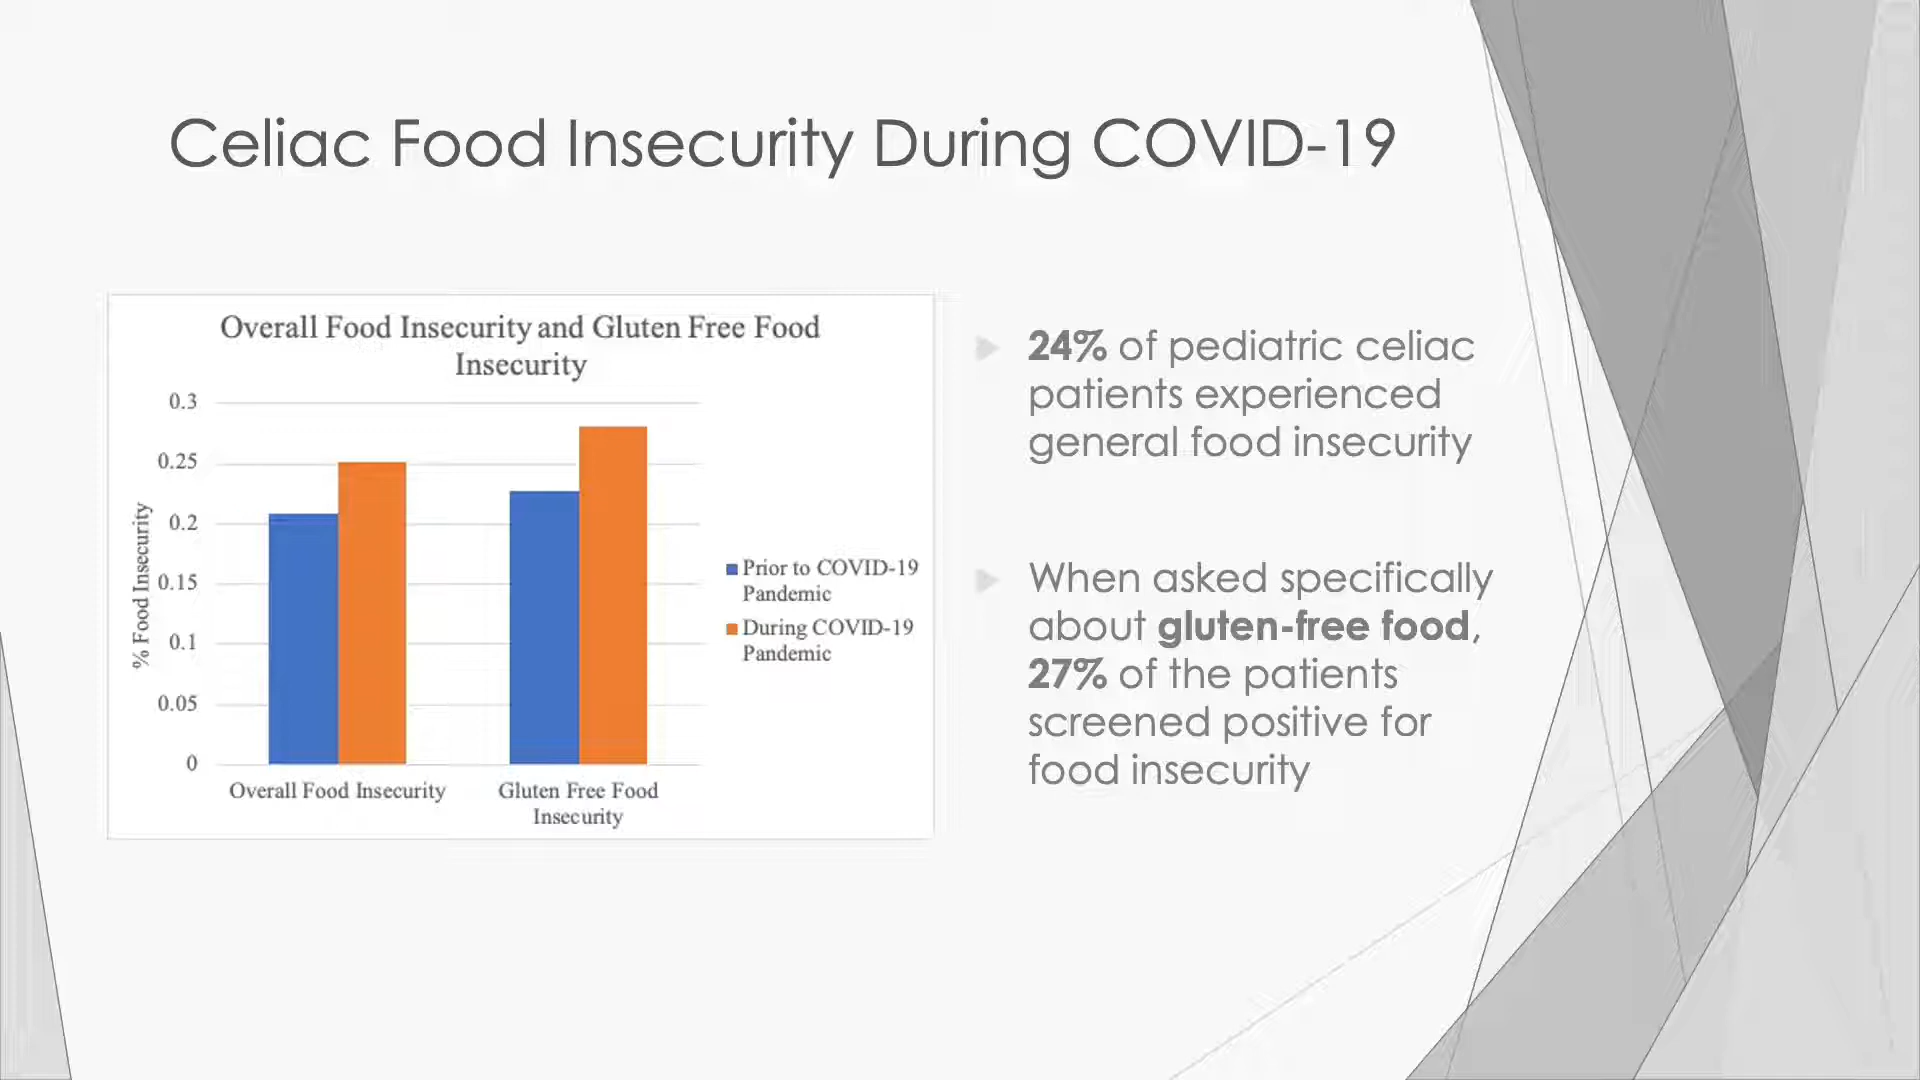 Celiac Food Insecurity During COVID-19
Overall Food Insecurity and Gluten Free Food
Insecurity
% Food Insecurity
0.3
0.25
0.2
0.15
0.1
0.05
0
Overall Food Insecurity
Gluten Free Food
Insecurity
Prior to COVID-19
Pandemic
During COVID-19
Pandemic
24% of pediatric celiac
patients experienced
general food insecurity
When asked specifically
about gluten-free food,
27% of the patients
screened positive for
food insecurity